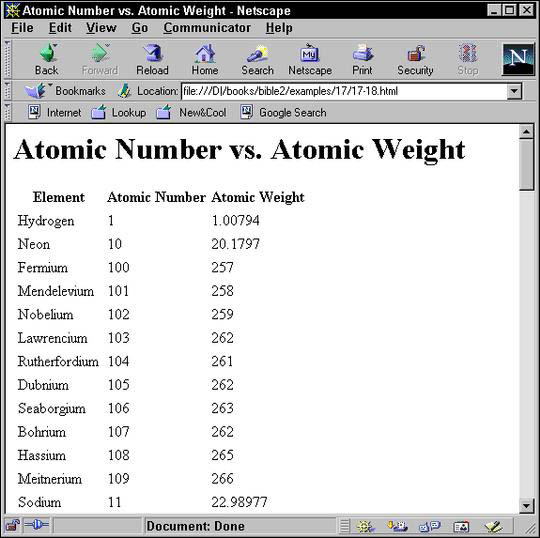 Atomic Number vs. Atomic Weight - Netscape
File Edit View Go Communicator Help
Back Forward Reload Home Search Netscape Print Security Stop
My
N
Bookmarks Location: file:///D|/books/bible2/examples/17/17-18.html
Internet Lookup New&Cool Google Search
Atomic Number vs. Atomic Weight
Element Atomic Number Atomic Weight
Hydrogen 1 1.00794
Neon 10 20.1797
Fermium 100 257
Mendelevium 101 258
Nobelium 102 259
Lawrencium 103 262
Rutherfordium 104 261
Dubnium 105 262
Seaborgium 106 263
Bohrium 107 262
Hassium 108 265
Meitnerium 109 266
Sodium 11 22.98977
Document: Done